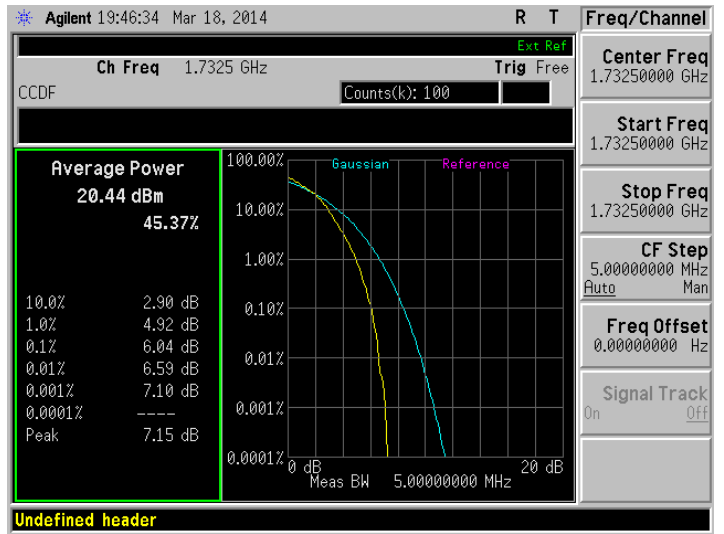 Agilent 19:46:34 Mar 18, 2014 R T
Ext Ref
Ch Freq 1.7325 GHz Trig Free
CCDF Counts(k): 100
Average Power
20.44 dBm
45.37%
10.0% 2.90 dB
1.0% 4.92 dB
0.1% 6.04 dB
0.01% 6.59 dB
0.001% 7.10 dB
0.0001% ----
Peak 7.15 dB
Gaussian Reference
100.00%
10.00%
1.00%
0.10%
0.01%
0.001%
0.0001%
0 dB 20 dB
Meas BW 5.00000000 MHz
Freq/Channel
Center Freq
1.73250000 GHz
Start Freq
1.73250000 GHz
Stop Freq
1.73250000 GHz
CF Step
5.00000000 MHz
Auto Man
Freq Offset
0.00000000 Hz
Signal Track
On Off
Undefined header